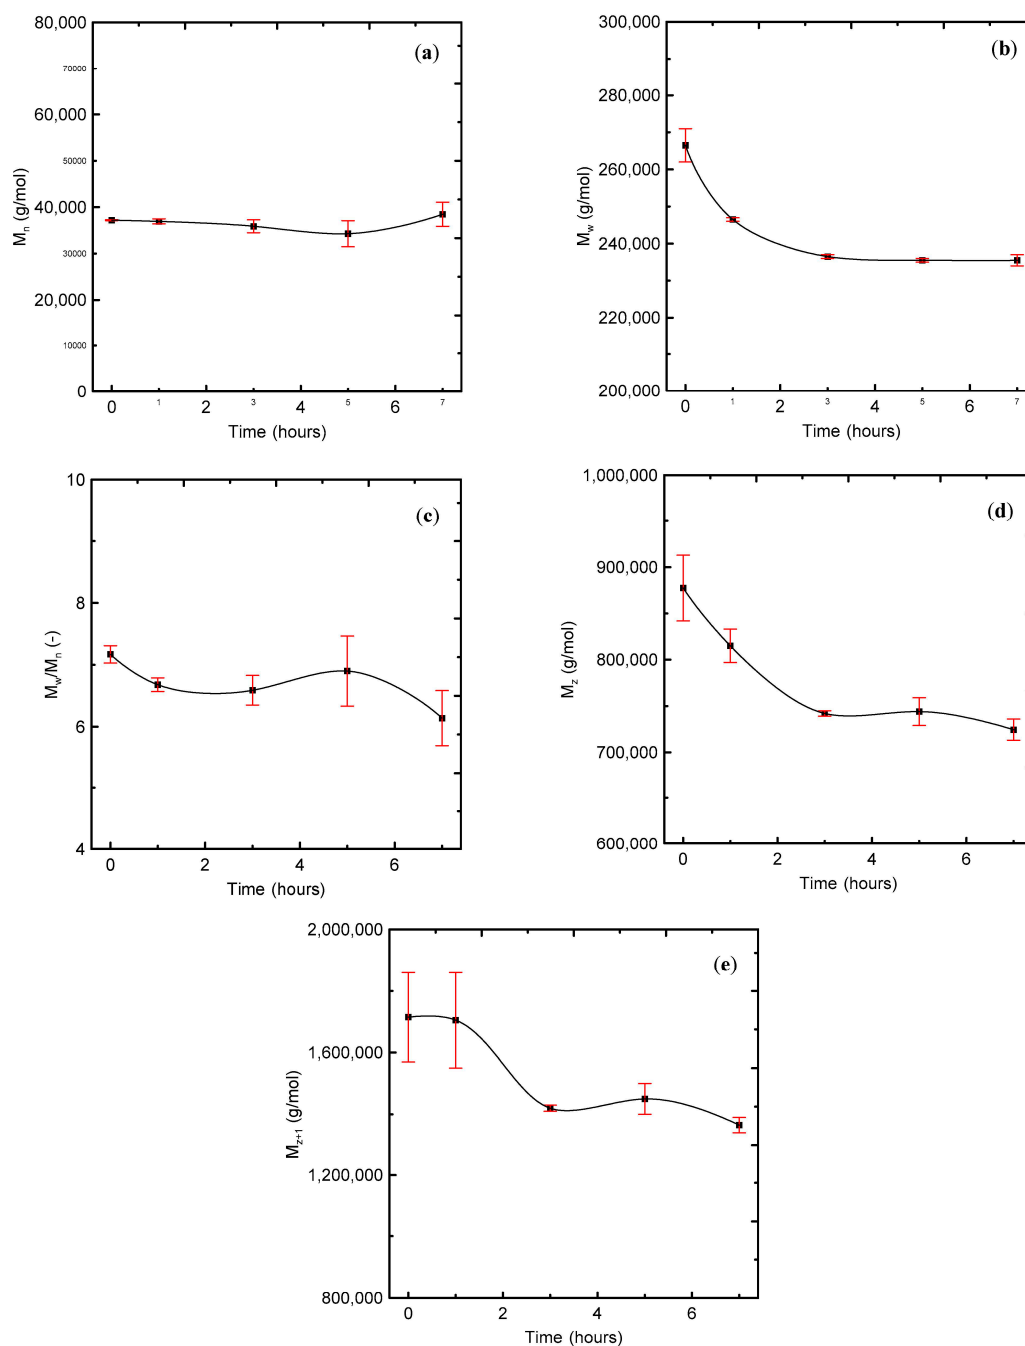 (a)
80,000
70000
60,000
50000
40,000
30000
20,000
10000
0
Mₙ (g/mol)
0 1 2 3 4 5 6 7
Time (hours)
(b)
300,000
280,000
260,000
240,000
220,000
200,000
M_w (g/mol)
0 1 2 3 4 5 6 7
Time (hours)
(c)
10
8
6
4
M_w/Mₙ (-)
0 2 4 6
Time (hours)
(d)
1,000,000
900,000
800,000
700,000
600,000
M_z (g/mol)
0 2 4 6
Time (hours)
(e)
2,000,000
1,600,000
1,200,000
800,000
M_z+1 (g/mol)
0 2 4 6
Time (hours)